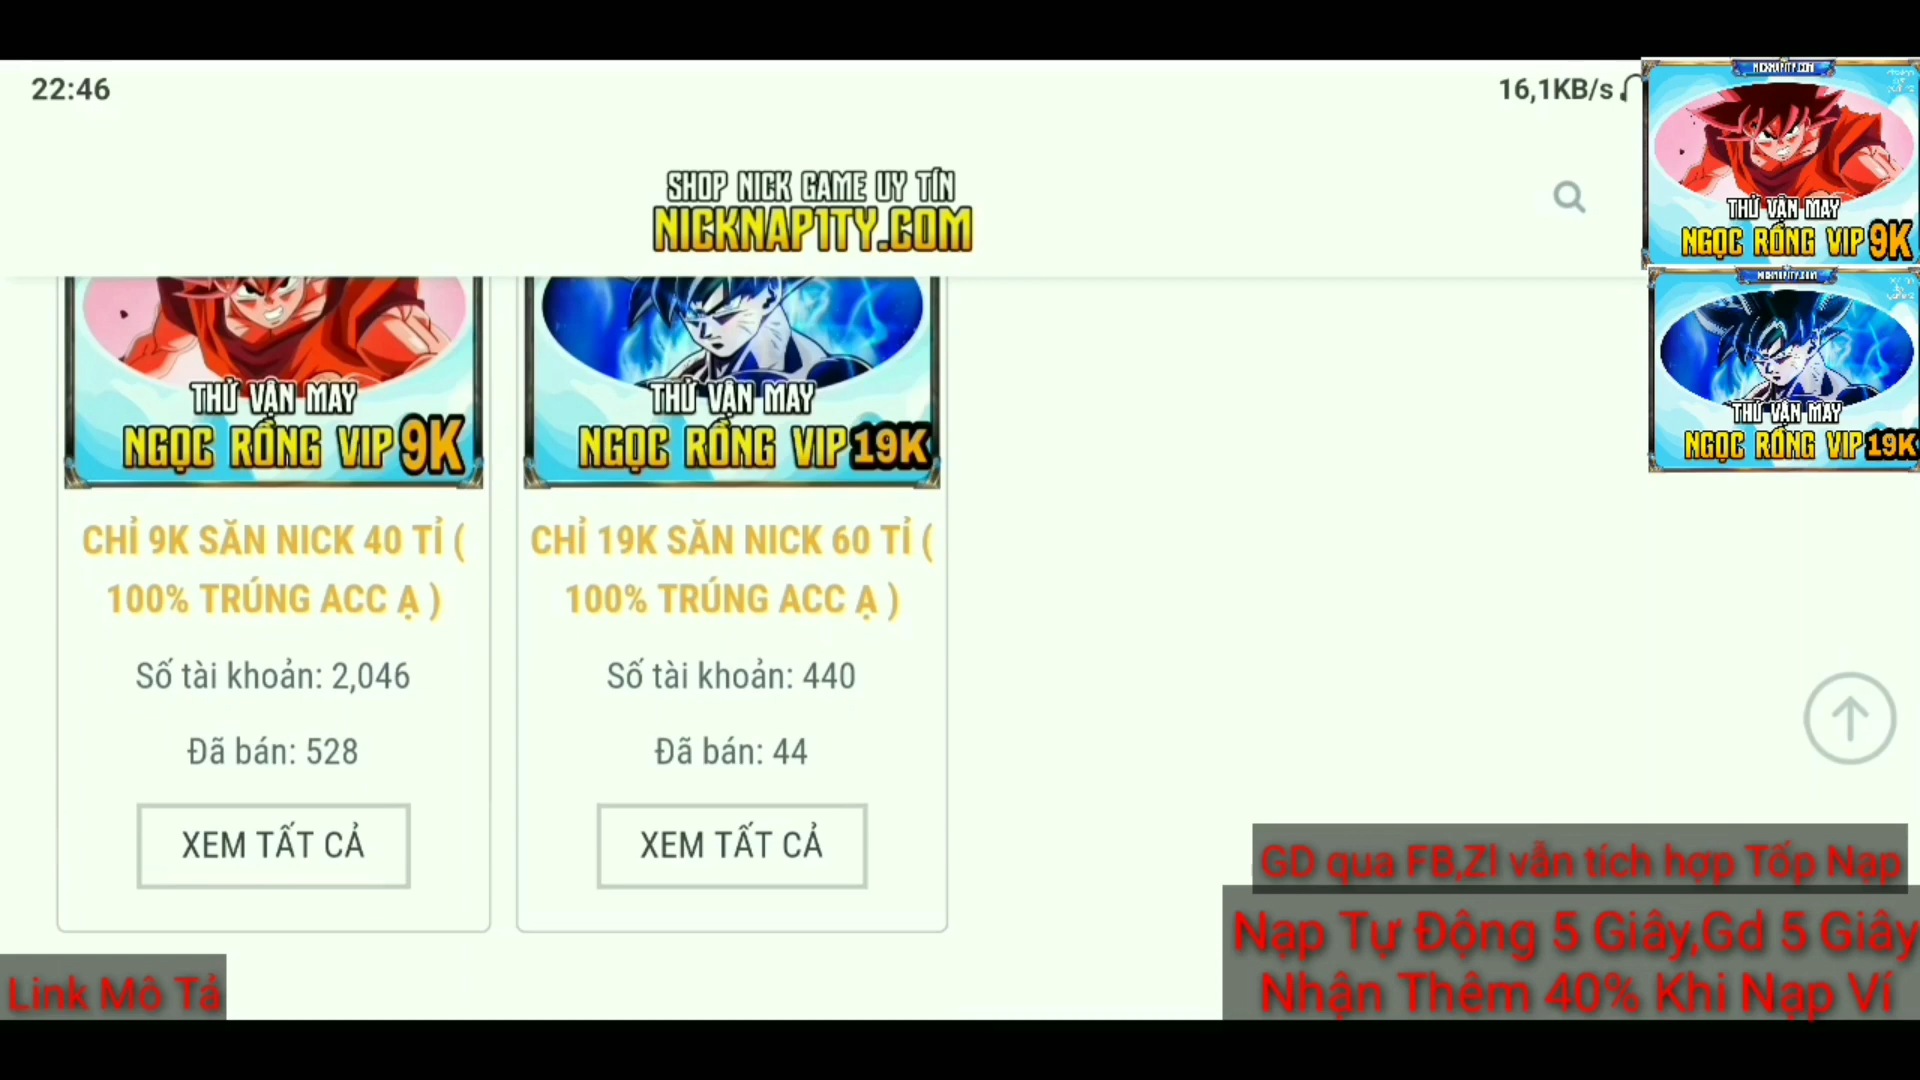 22:46
16,1KB/s
SHOP NICK GAME UY TÍN
NICKNAP1TY.COM
THỬ VẬN MAY
NGỌC RỒNG VIP 9K
THỬ VẬN MAY
NGỌC RỒNG VIP 19K
CHỈ 9K SĂN NICK 40 TỈ (
100% TRÚNG ACC Ạ )
Số tài khoản: 2,046
Đã bán: 528
XEM TẤT CẢ
CHỈ 19K SĂN NICK 60 TỈ (
100% TRÚNG ACC Ạ )
Số tài khoản: 440
Đã bán: 44
XEM TẤT CẢ
NICKNAP1TY.COM
THỬ VẬN MAY
NGỌC RỒNG VIP 9K
NICKNAP1TY.COM
THỬ VẬN MAY
NGỌC RỒNG VIP 19K
GD qua FB,Zl vẫn tích hợp Tốp Nạp
Nạp Tự Động 5 Giây,Gd 5 Giây
Nhận Thêm 40% Khi Nạp Ví
Link Mô Tả